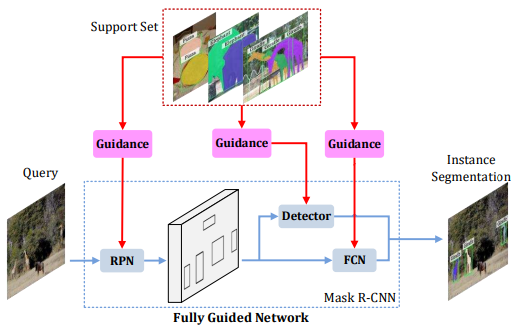 Support Set
Guidance
Guidance
Guidance
Query
Instance
Segmentation
Detector
RPN
FCN
Mask R-CNN
Fully Guided Network